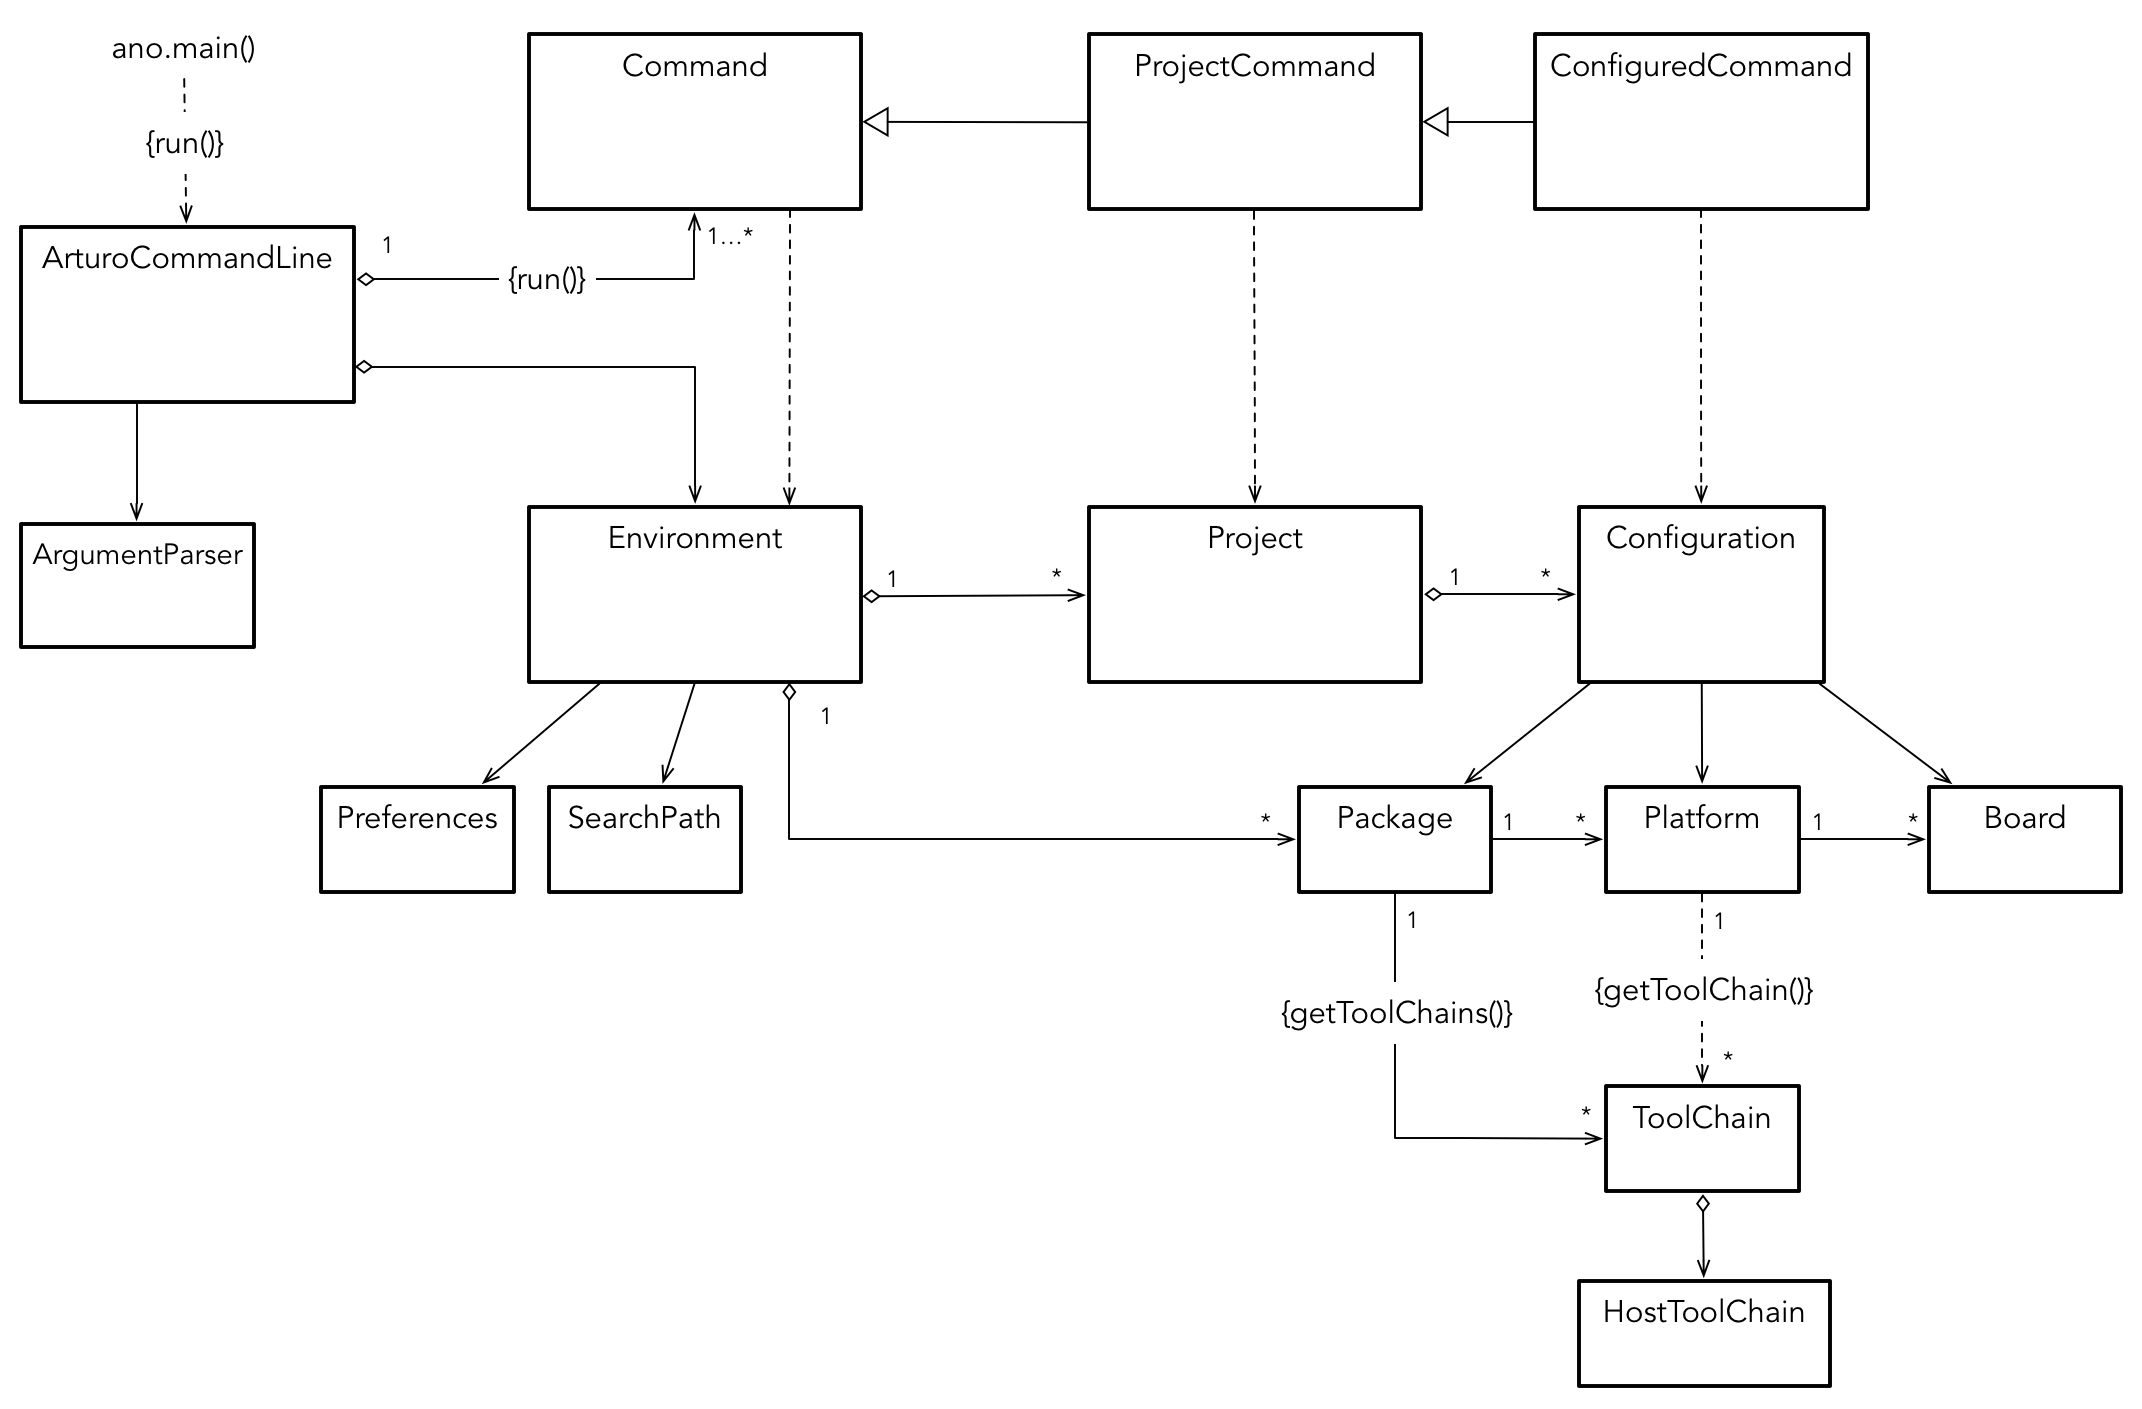 ano.main()
Command
ProjectCommand
ConfiguredCommand
{run()}
1
1...*
ArturoCommandLine
{run()}
ArgumentParser
Environment
Project
Configuration
1
*
1
*
1
Preferences
SearchPath
*
Package
1
*
Platform
1
*
Board
1
1
{getToolChains()}
{getToolChain()}
*
*
ToolChain
HostToolChain